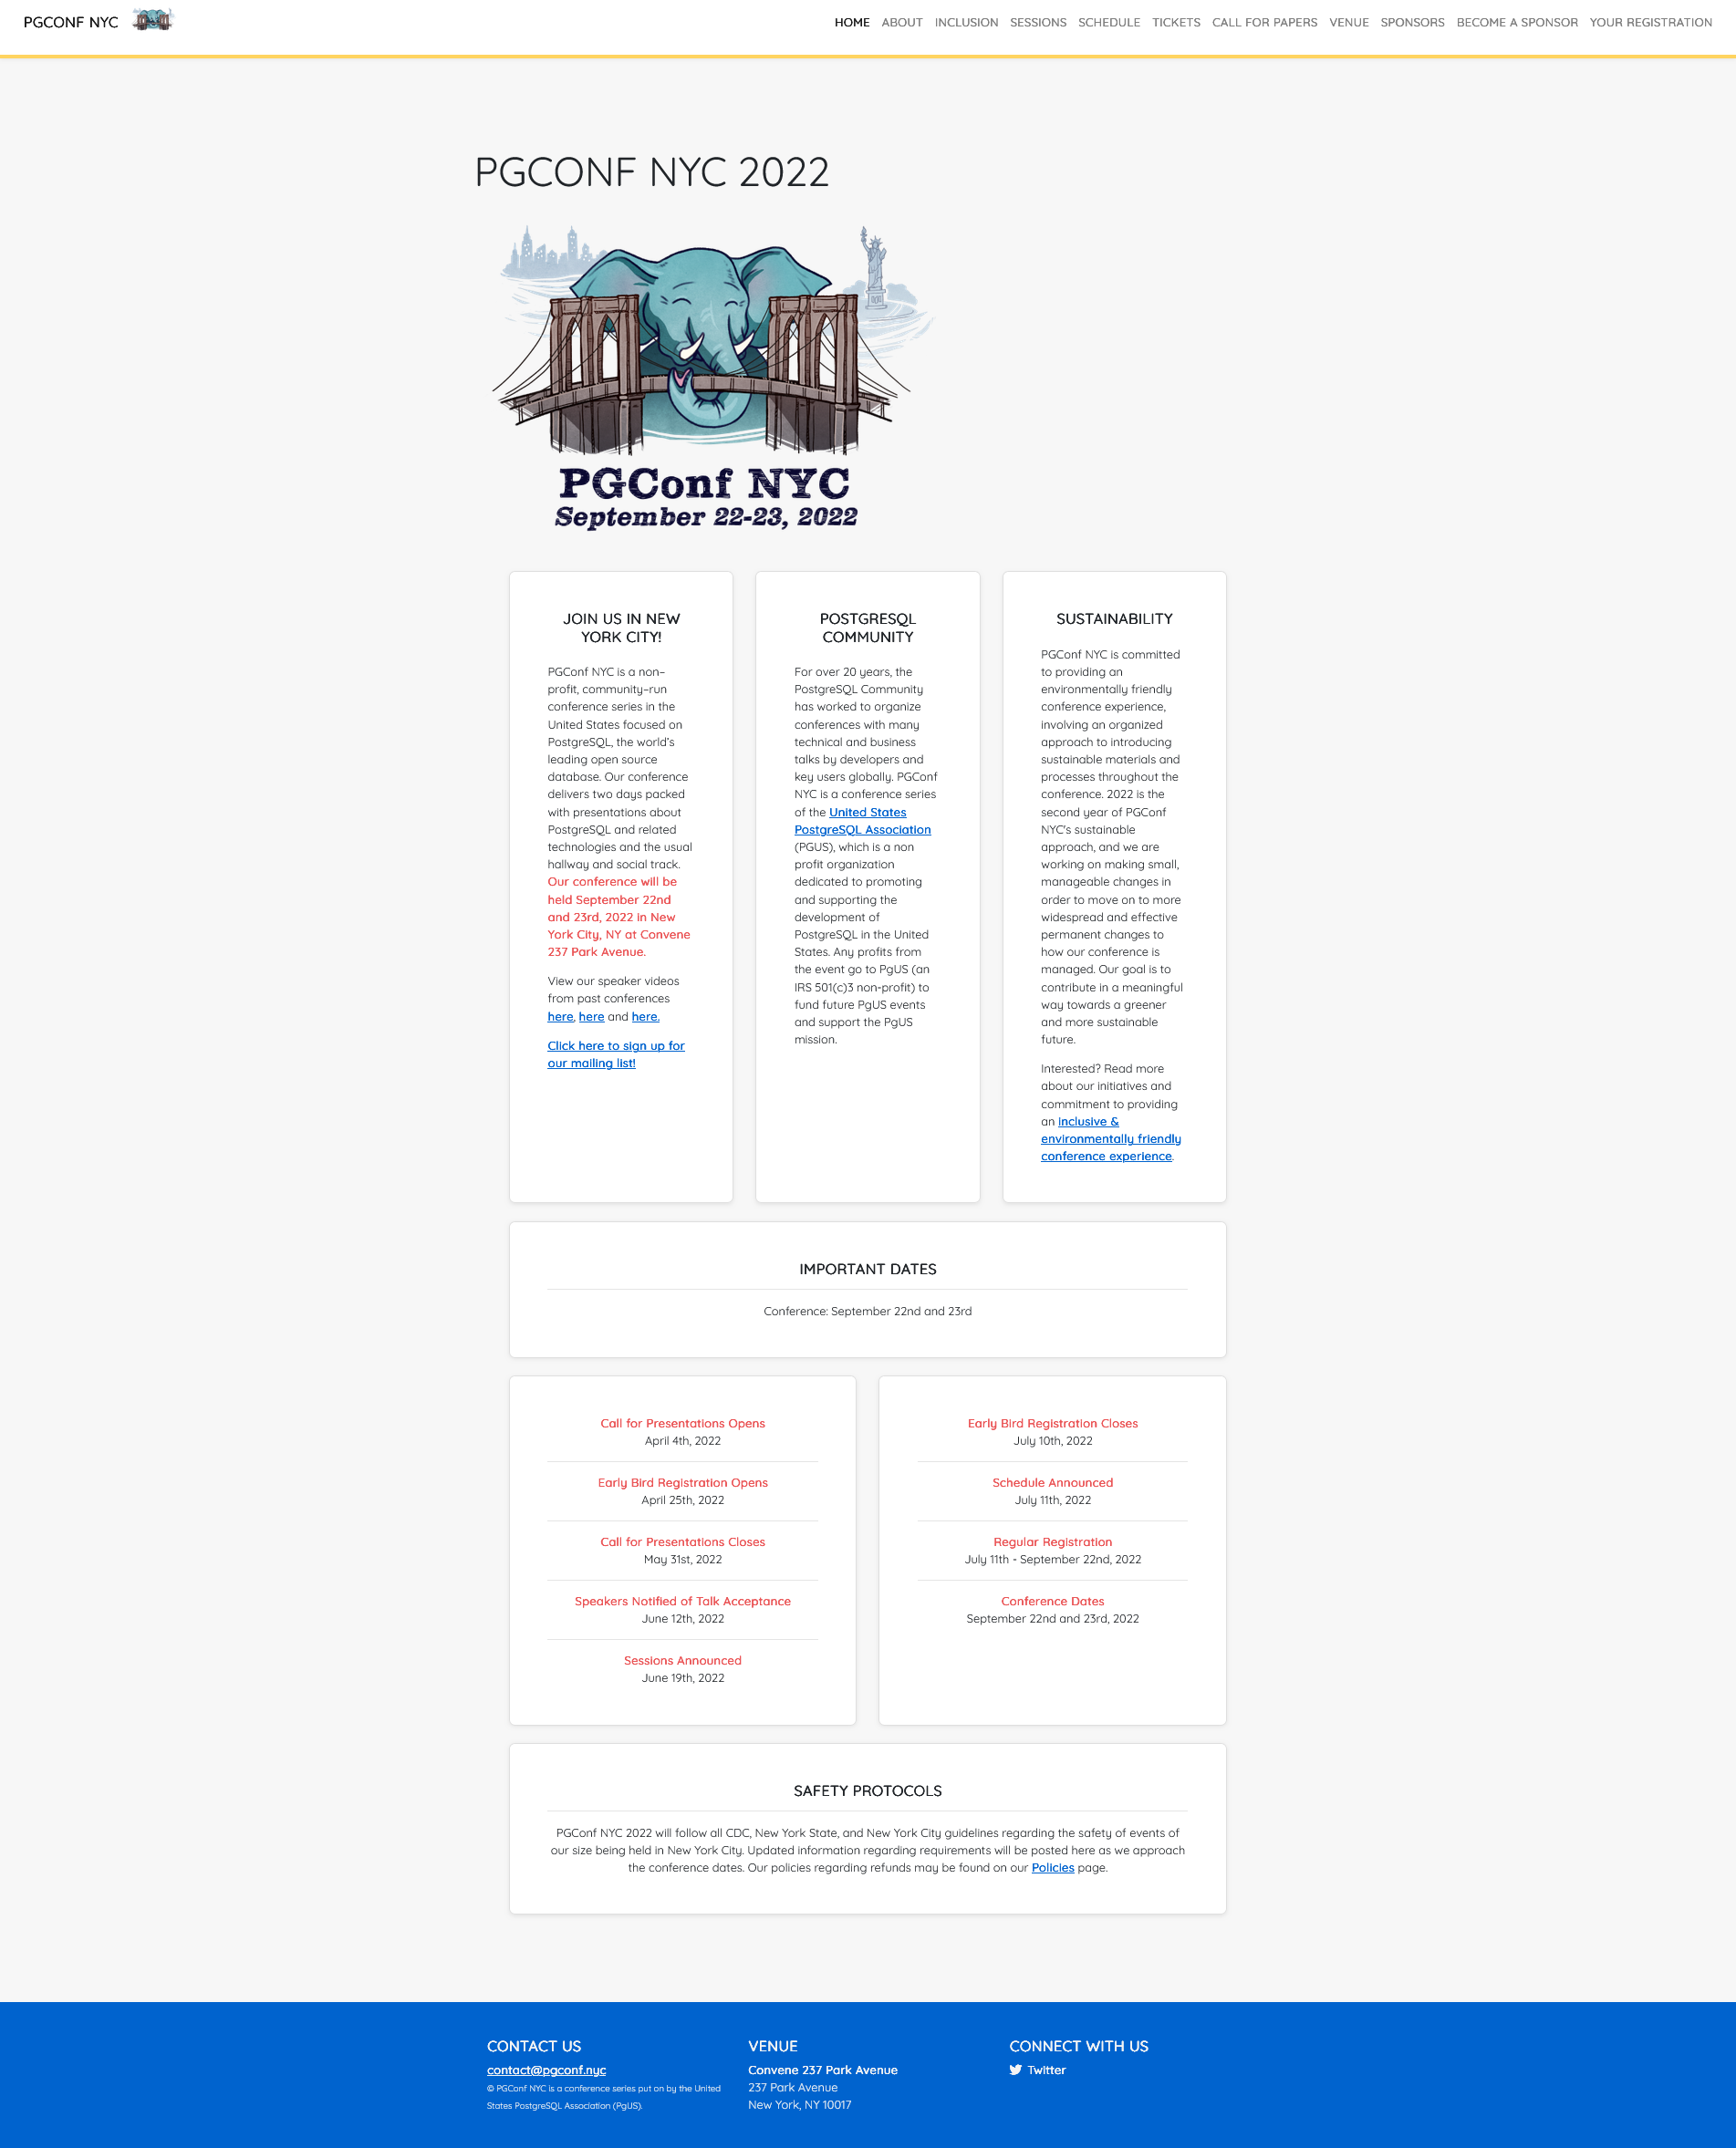 PGCONF NYC
HOME ABOUT INCLUSION SESSIONS SCHEDULE TICKETS CALL FOR PAPERS VENUE SPONSORS BECOME A SPONSOR YOUR REGISTRATION
PGCONF NYC 2022
PGConf NYC
September 22-23, 2022
JOIN US IN NEW
YORK CITY!
PGConf NYC is a non–
profit, community–run
conference series in the
United States focused on
PostgreSQL, the world's
leading open source
database. Our conference
delivers two days packed
with presentations about
PostgreSQL and related
technologies and the usual
hallway and social track.
Our conference will be
held September 22nd
and 23rd, 2022 in New
York City, NY at Convene
237 Park Avenue.
View our speaker videos
from past conferences
here, here and here.
Click here to sign up for
our mailing list!
POSTGRESQL
COMMUNITY
For over 20 years, the
PostgreSQL Community
has worked to organize
conferences with many
technical and business
talks by developers and
key users globally. PGConf
NYC is a conference series
of the United States
PostgreSQL Association
(PGUS), which is a non
profit organization
dedicated to promoting
and supporting the
development of
PostgreSQL in the United
States. Any profits from
the event go to PgUS (an
IRS 501(c)3 non-profit) to
fund future PgUS events
and support the PgUS
mission.
SUSTAINABILITY
PGConf NYC is committed
to providing an
environmentally friendly
conference experience,
involving an organized
approach to introducing
sustainable materials and
processes throughout the
conference. 2022 is the
second year of PGConf
NYC's sustainable
approach, and we are
working on making small,
manageable changes in
order to move on to more
widespread and effective
permanent changes to
how our conference is
managed. Our goal is to
contribute in a meaningful
way towards a greener
and more sustainable
future.
Interested? Read more
about our initiatives and
commitment to providing
an inclusive &
environmentally friendly
conference experience.
IMPORTANT DATES
Conference: September 22nd and 23rd
Call for Presentations Opens
April 4th, 2022
Early Bird Registration Opens
April 25th, 2022
Call for Presentations Closes
May 31st, 2022
Speakers Notified of Talk Acceptance
June 12th, 2022
Sessions Announced
June 19th, 2022
Early Bird Registration Closes
July 10th, 2022
Schedule Announced
July 11th, 2022
Regular Registration
July 11th - September 22nd, 2022
Conference Dates
September 22nd and 23rd, 2022
SAFETY PROTOCOLS
PGConf NYC 2022 will follow all CDC, New York State, and New York City guidelines regarding the safety of events of
our size being held in New York City. Updated information regarding requirements will be posted here as we approach
the conference dates. Our policies regarding refunds may be found on our Policies page.
CONTACT US
contact@pgconf.nyc
© PGConf NYC is a conference series put on by the United
States PostgreSQL Association (PgUS).
VENUE
Convene 237 Park Avenue
237 Park Avenue
New York, NY 10017
CONNECT WITH US
Twitter